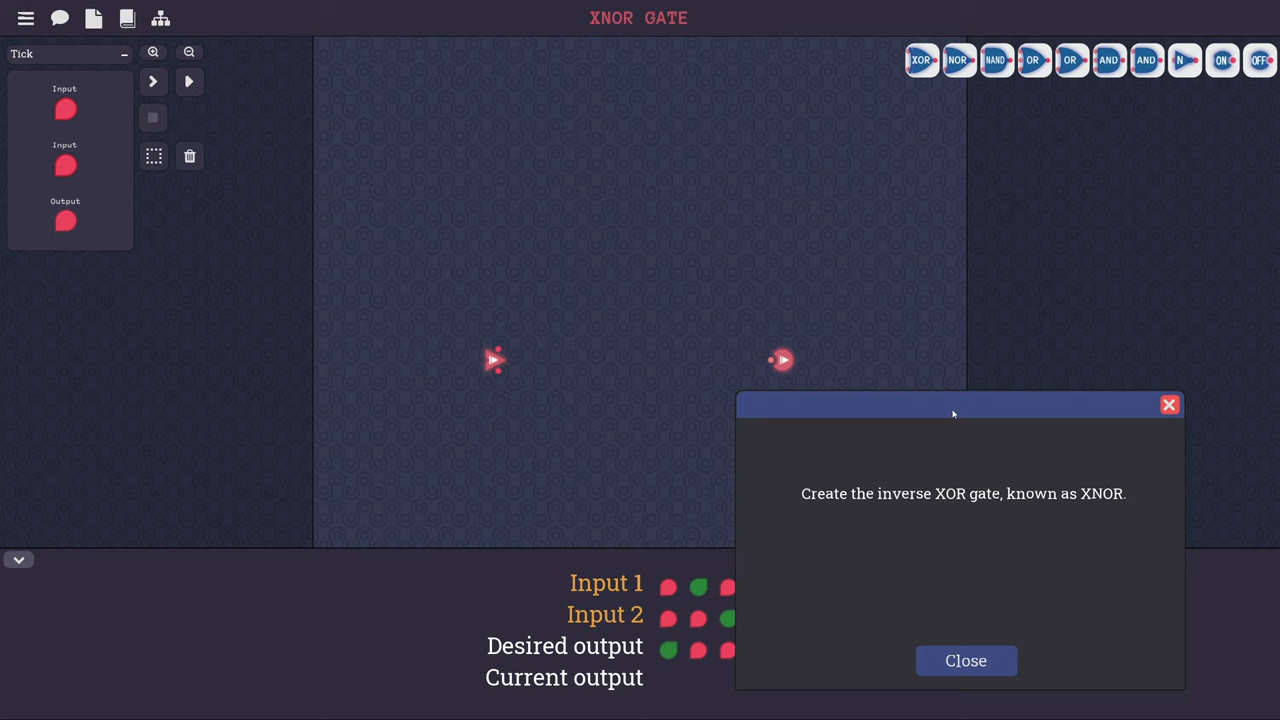 XNOR GATE
Tick
XOR NOR NAND OR OR AND AND N ON OFF
Input
Input
Output
Create the inverse XOR gate, known as XNOR.
Close
Input 1
Input 2
Desired output
Current output